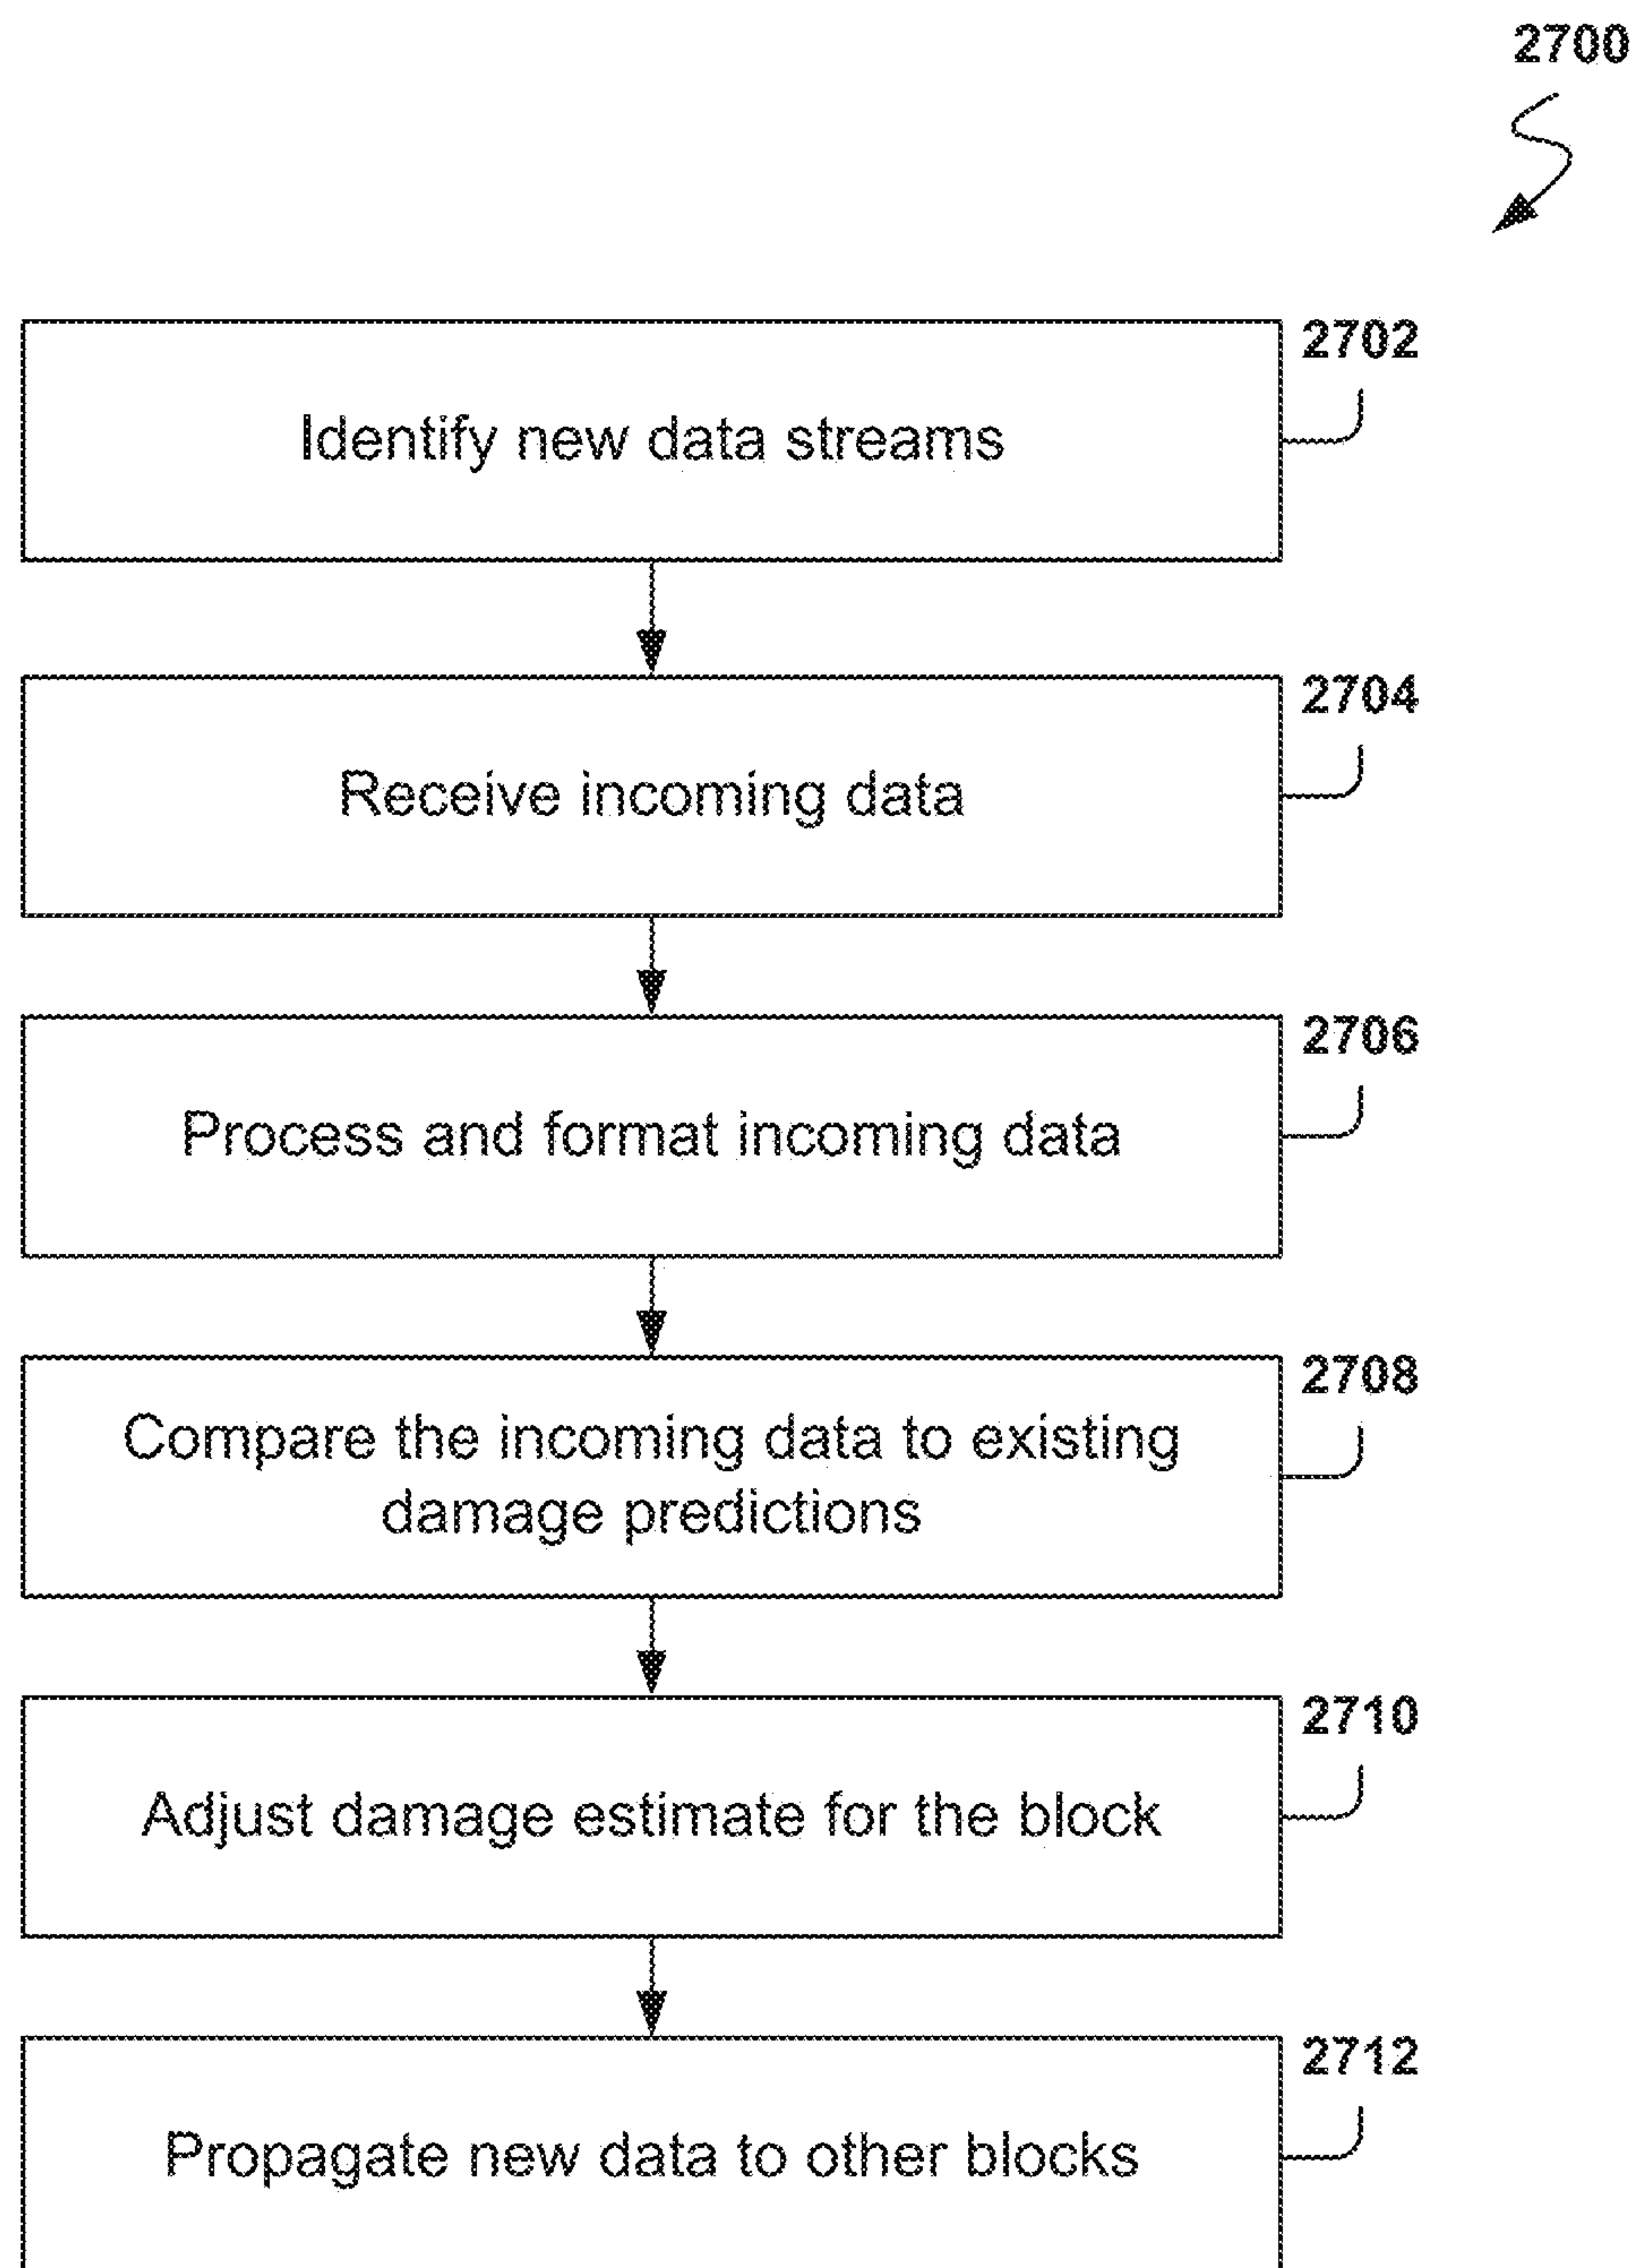 2700
2702
Identify new data streams
2704
Receive incoming data
2706
Process and format incoming data
2708
Compare the incoming data to existing
damage predictions
2710
Adjust damage estimate for the block
2712
Propagate new data to other blocks